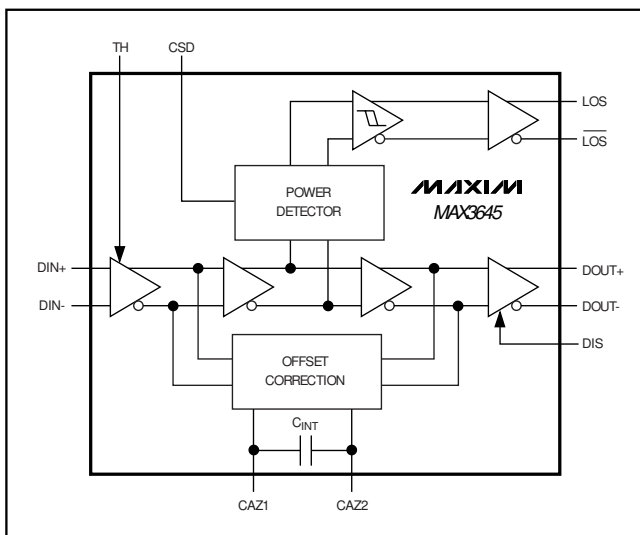 TH
CSD
LOS
LOS
POWER
DETECTOR
MAXIM
MAX3645
DIN+
DIN-
DOUT+
DOUT-
DIS
OFFSET
CORRECTION
CINT
CAZ1
CAZ2